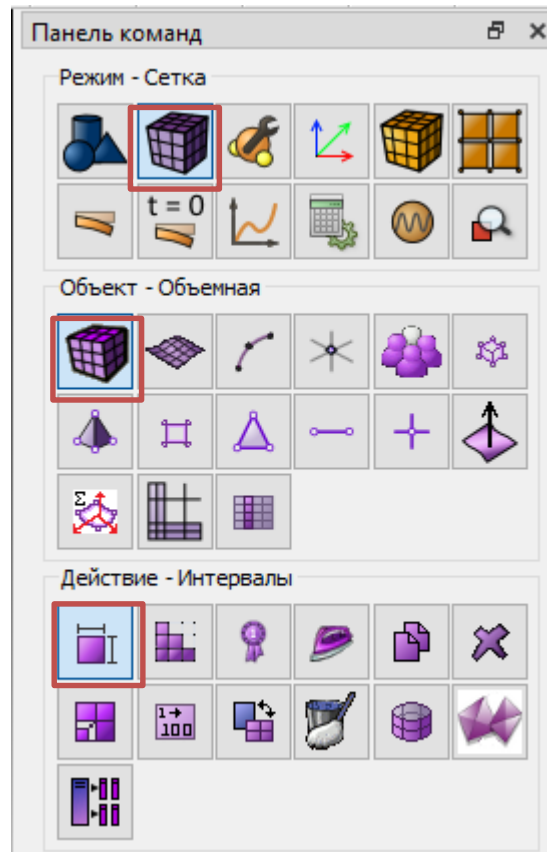 Панель команд
Режим - Сетка
t = 0
Объект - Объемная
Σ
Действие - Интервалы
1→
100